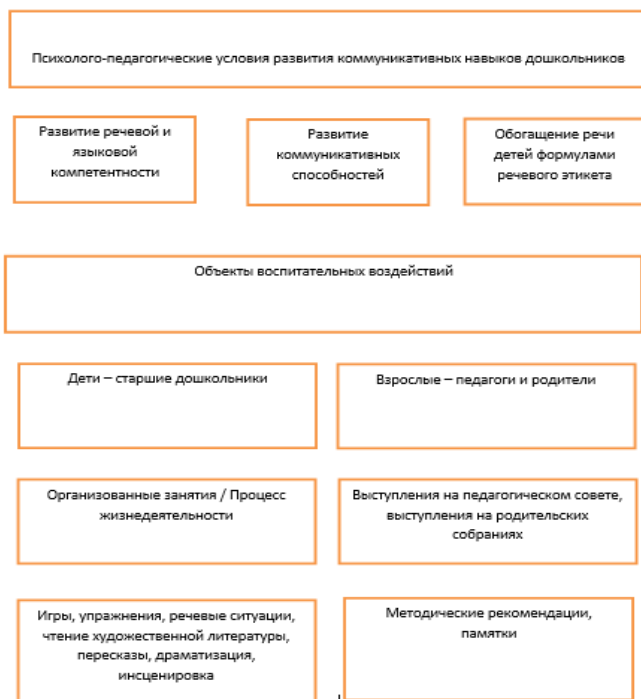 Психолого-педагогические условия развития коммуникативных навыков дошкольников
Развитие речевой и
языковой
компетентности
Развитие
коммуникативных
способностей
Обогащение речи
детей формулами
речевого этикета
Объекты воспитательных воздействий
Дети – старшие дошкольники
Взрослые – педагоги и родители
Организованные занятия / Процесс
жизнедеятельности
Выступления на педагогическом совете,
выступления на родительских
собраниях
Игры, упражнения, речевые ситуации,
чтение художественной литературы,
пересказы, драматизация,
инсценировка
Методические рекомендации,
памятки